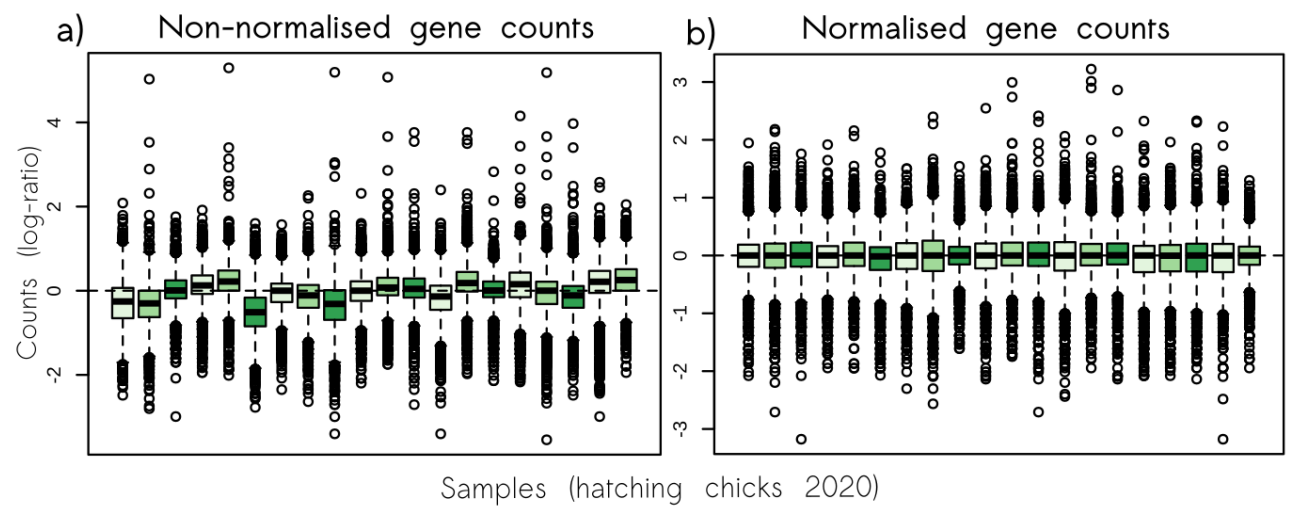 a) Non-normalised gene counts
b) Normalised gene counts
Counts (log-ratio)
4
2
0
-2
3
2
1
0
-1
-2
-3
Samples (hatching chicks 2020)